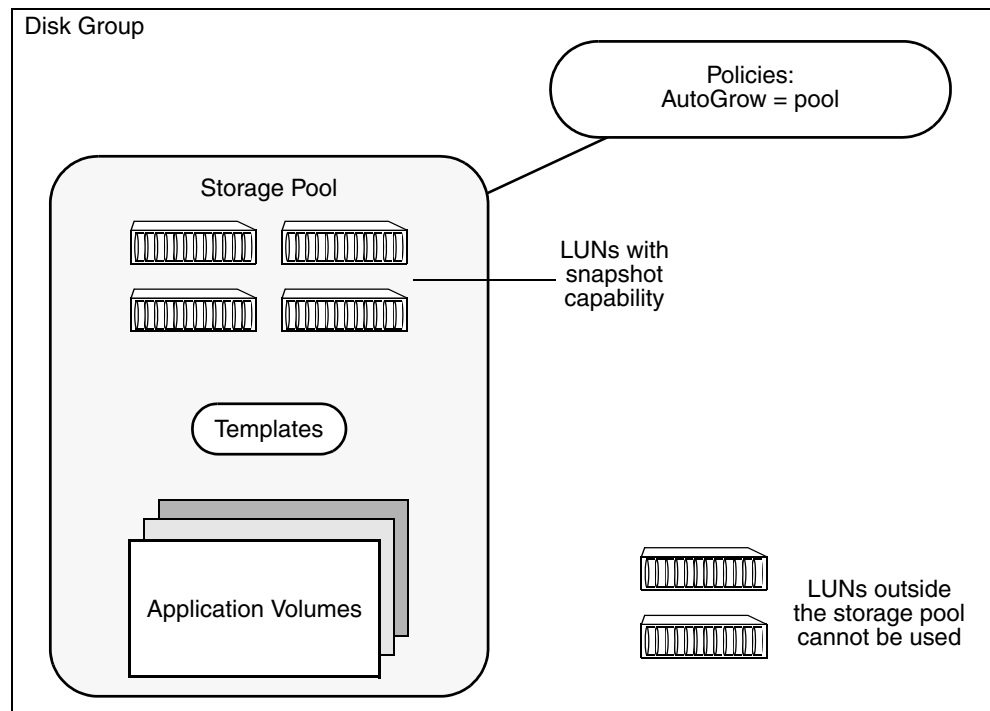 Disk Group
Policies:
AutoGrow = pool
Storage Pool
LUNs with
snapshot
capability
Templates
Application Volumes
LUNs outside
the storage pool
cannot be used